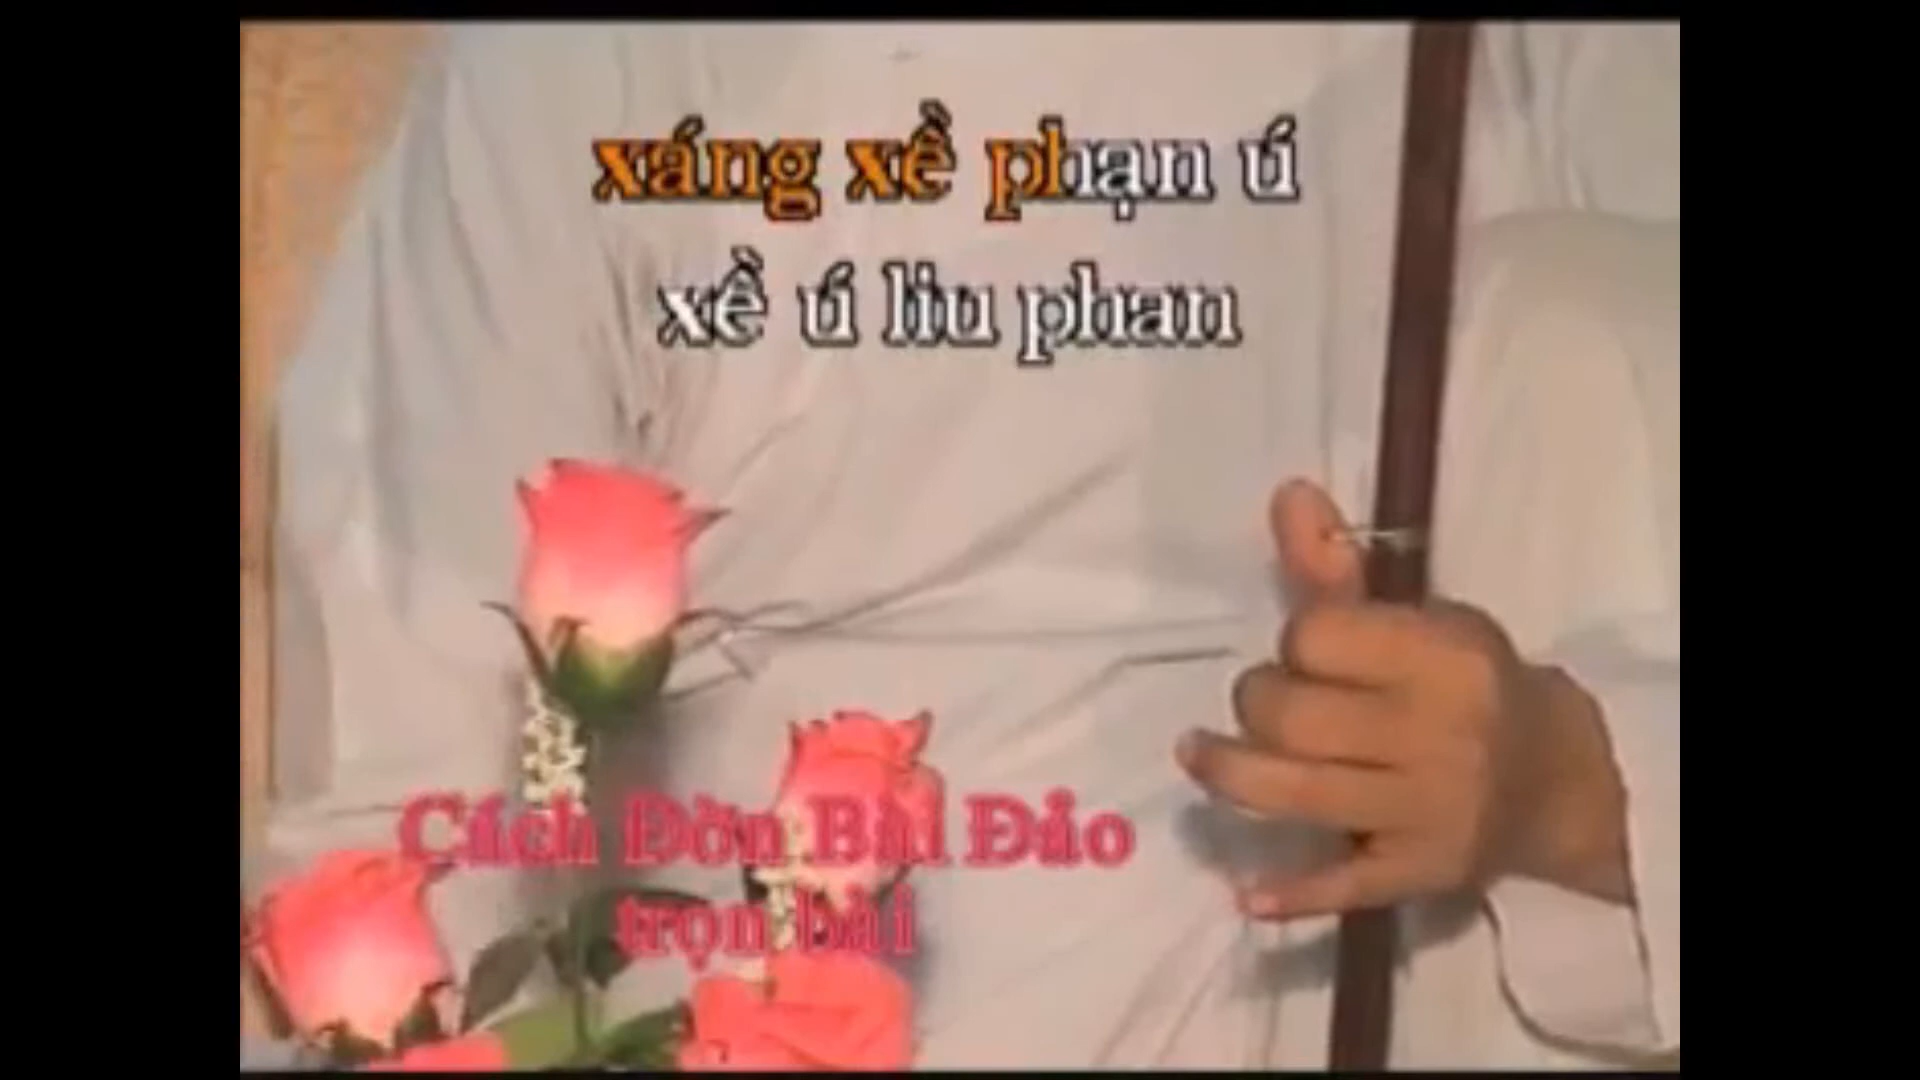 xáng xề phạn ú
xề ú liu phan
Cách Đờn Bài Đảo
trọn bài